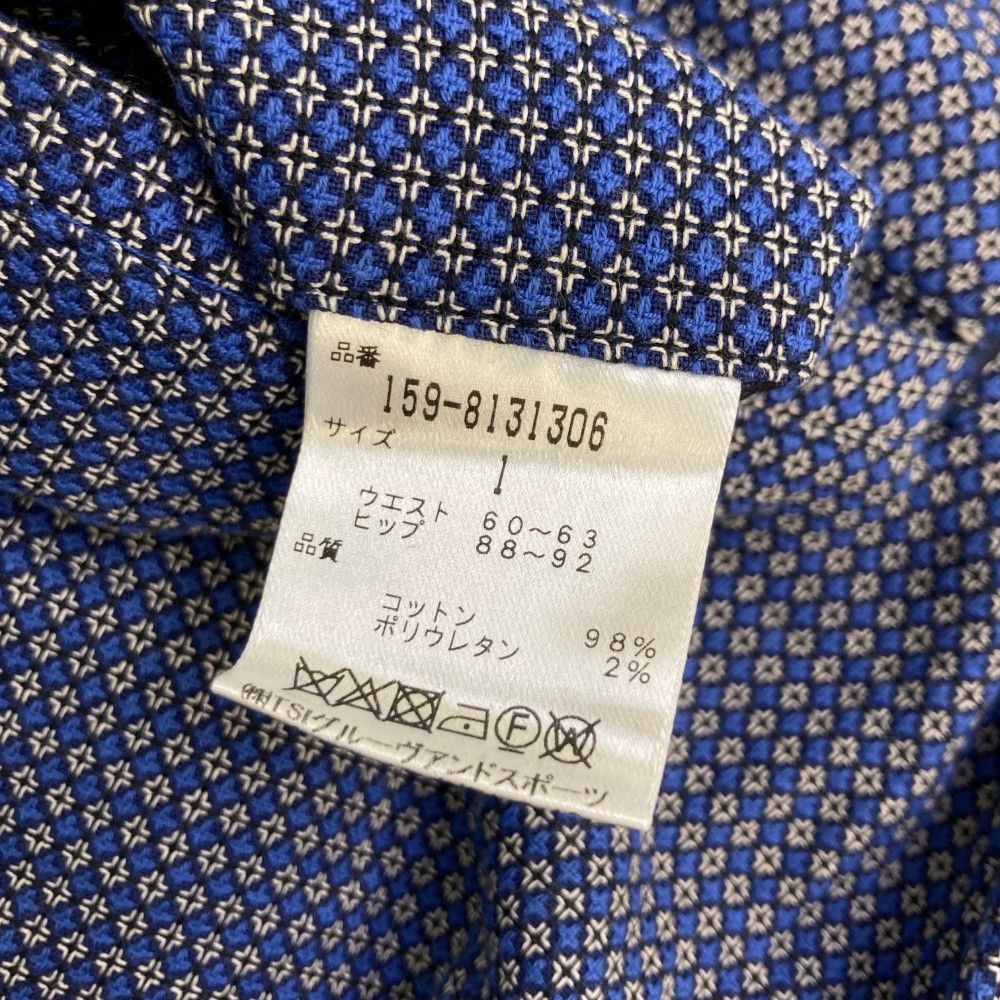 品番
159-8131306
サイズ
1
ウエスト 60~63
ヒップ 88~92
品質
コットン 98%
ポリウレタン 2%
F W
㈱TSIグルーヴアンドスポーツ